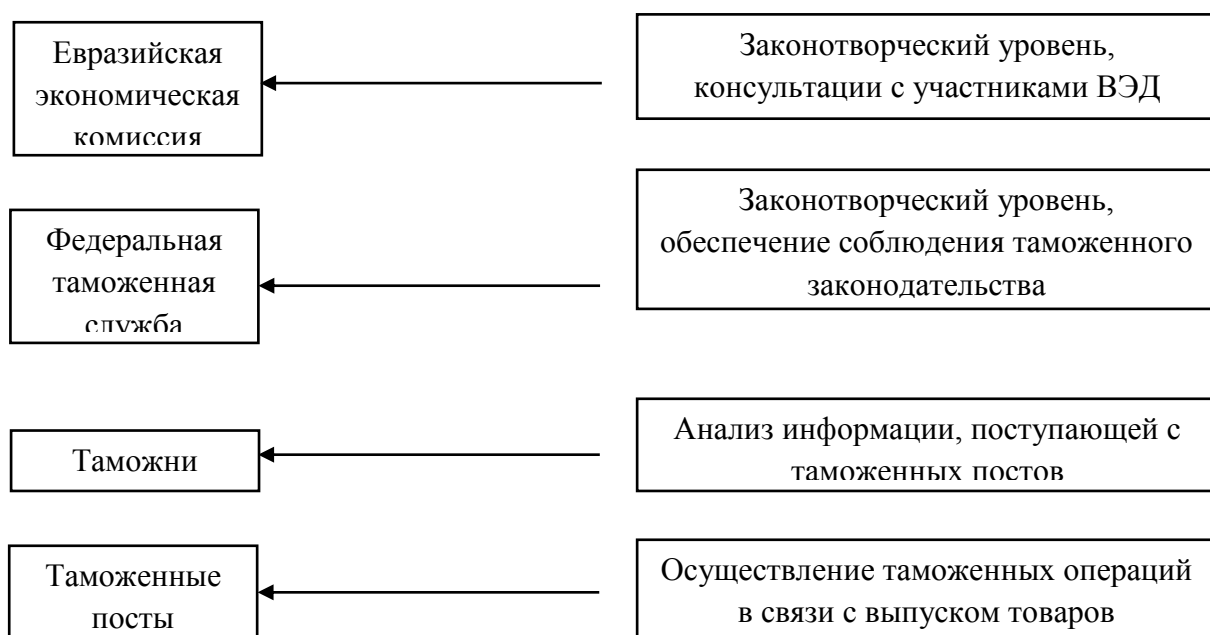 Евразийская
экономическая
комиссия
Законотворческий уровень,
консультации с участниками ВЭД
Федеральная
таможенная
служба
Законотворческий уровень,
обеспечение соблюдения таможенного
законодательства
Таможни
Анализ информации, поступающей с
таможенных постов
Таможенные
посты
Осуществление таможенных операций
в связи с выпуском товаров